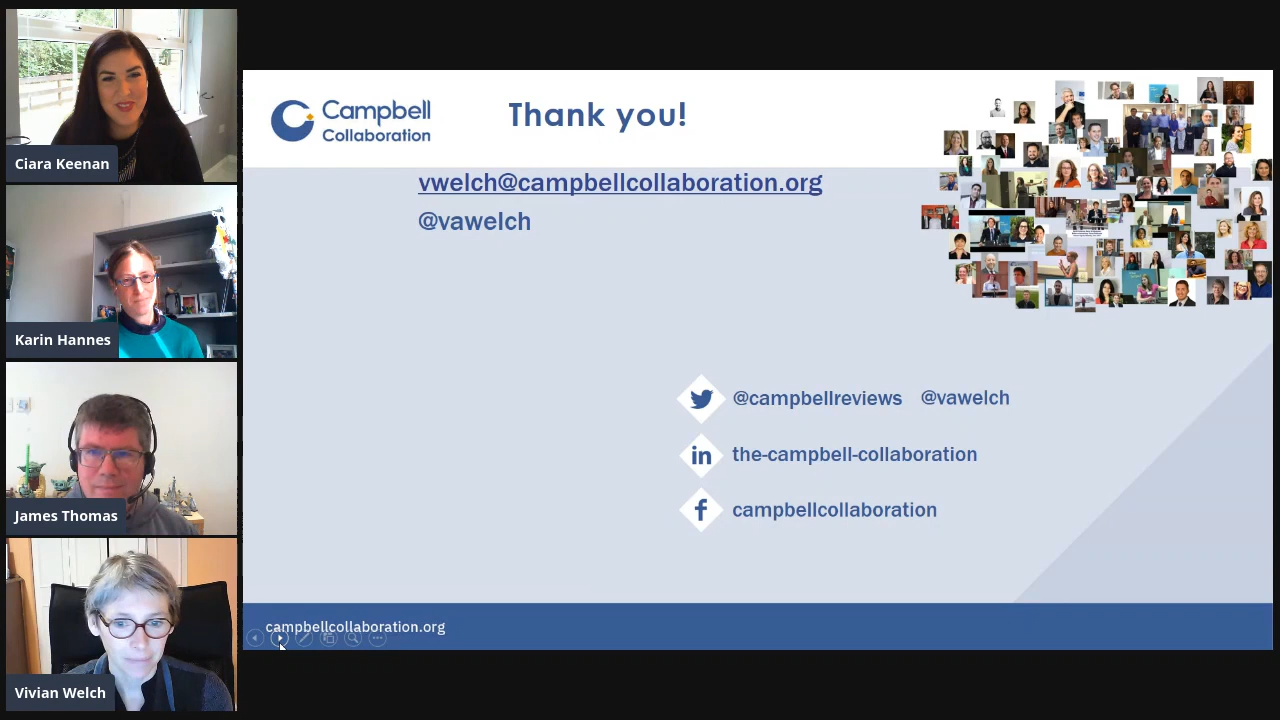 Ciara Keenan
Karin Hannes
James Thomas
Vivian Welch
Campbell
Collaboration
Thank you!
vwelch@campbellcollaboration.org
@vawelch
@campbellreviews @vawelch
in the-campbell-collaboration
f campbellcollaboration
campbellcollaboration.org